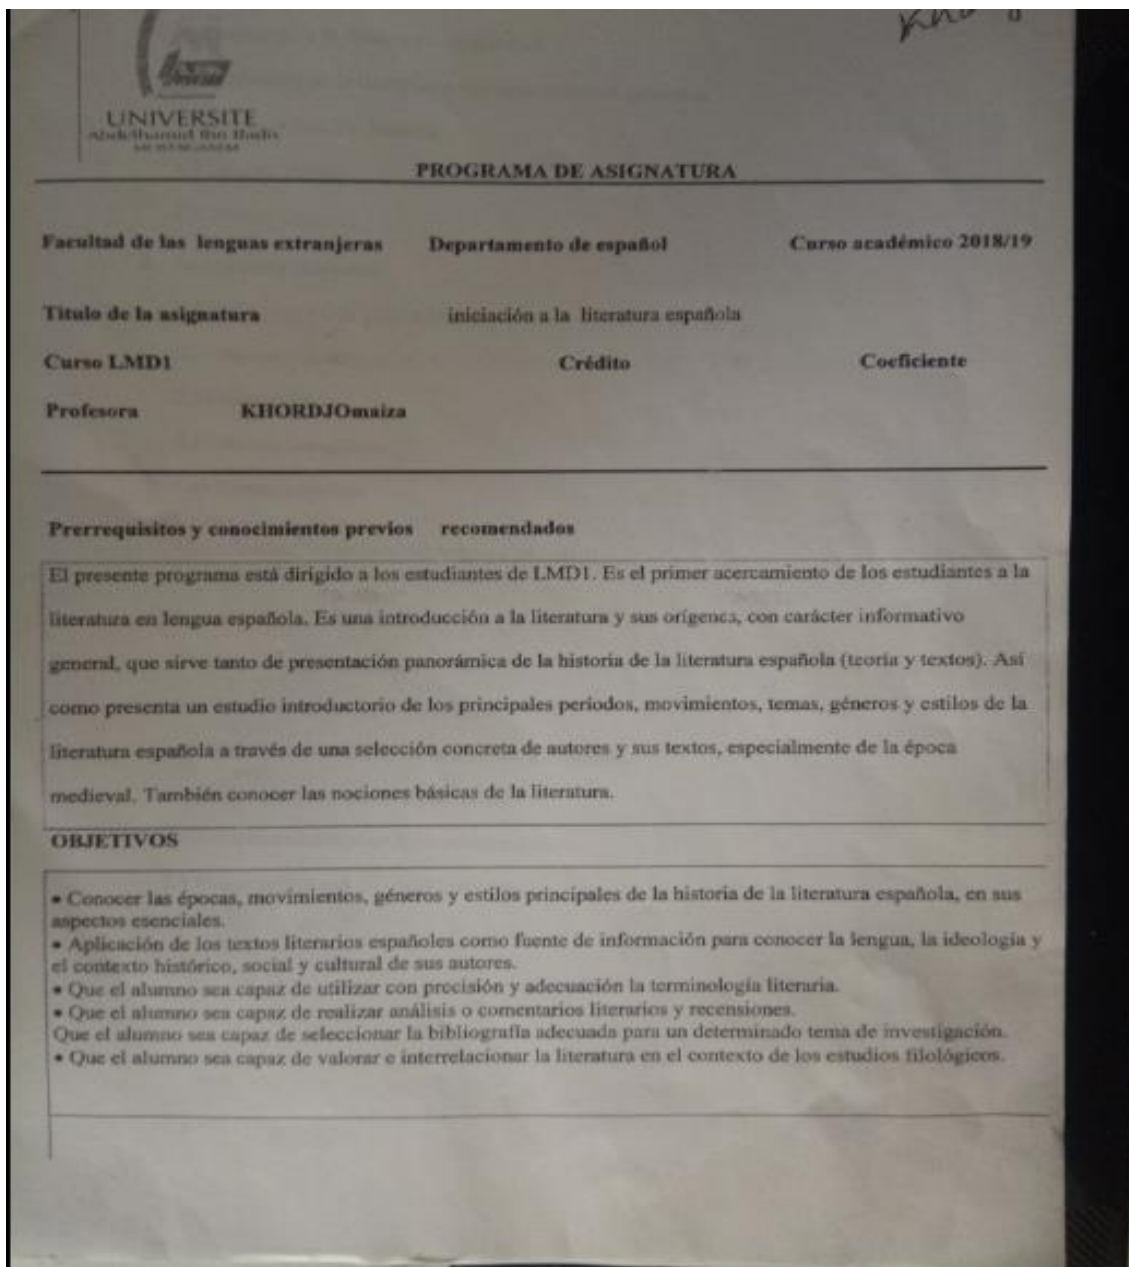 UNIVERSITE
Abdelhamid Ibn Badis
MOSTAGANEM
PROGRAMA DE ASIGNATURA
Facultad de las lenguas extranjeras Departamento de español Curso académico 2018/19
Titulo de la asignatura iniciación a la literatura española
Curso LMD1 Crédito Coeficiente
Profesora KHORDJOmaiza
Prerrequisitos y conocimientos previos recomendados
El presente programa está dirigido a los estudiantes de LMD1. Es el primer acercamiento de los estudiantes a la
literatura en lengua española. Es una introducción a la literatura y sus orígenes, con carácter informativo
general, que sirve tanto de presentación panorámica de la historia de la literatura española (teoría y textos). Así
como presenta un estudio introductorio de los principales periodos, movimientos, temas, géneros y estilos de la
literatura española a través de una selección concreta de autores y sus textos, especialmente de la época
medieval. También conocer las nociones básicas de la literatura.
OBJETIVOS
• Conocer las épocas, movimientos, géneros y estilos principales de la historia de la literatura española, en sus
aspectos esenciales.
• Aplicación de los textos literarios españoles como fuente de información para conocer la lengua, la ideología y
el contexto histórico, social y cultural de sus autores.
• Que el alumno sea capaz de utilizar con precisión y adecuación la terminología literaria.
• Que el alumno sea capaz de realizar análisis o comentarios literarios y recensiones.
Que el alumno sea capaz de seleccionar la bibliografía adecuada para un determinado tema de investigación.
• Que el alumno sea capaz de valorar e interrelacionar la literatura en el contexto de los estudios filológicos.